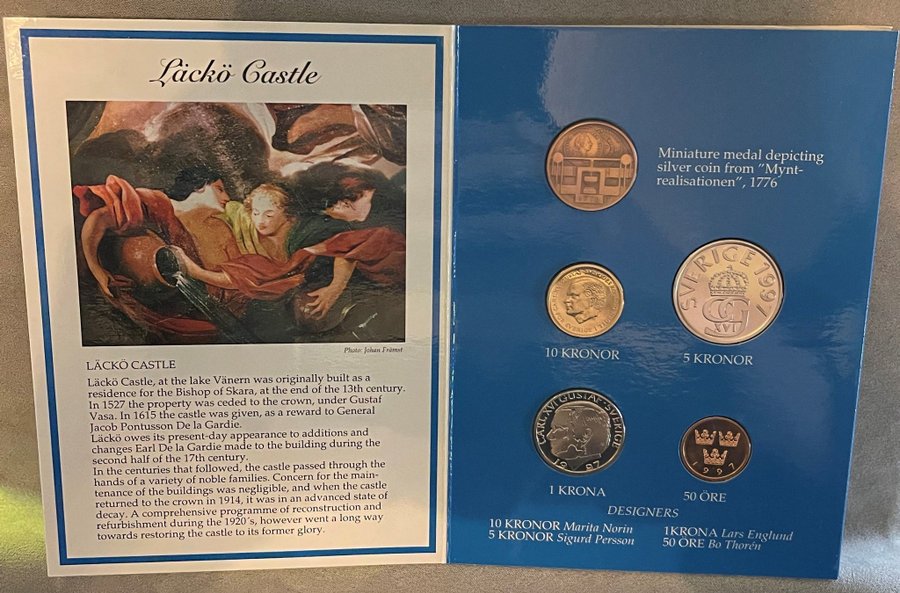 Läckö Castle
Photo: Johan Främst
LÄCKÖ CASTLE
Läckö Castle, at the lake Vänern was originally built as a
residence for the Bishop of Skara, at the end of the 13th century.
In 1527 the property was ceded to the crown, under Gustaf
Vasa. In 1615 the castle was given, as a reward to General
Jacob Pontusson De la Gardie.
Läckö owes its present-day appearance to additions and
changes Earl De la Gardie made to the building during the
second half of the 17th century.
In the centuries that followed, the castle passed through the
hands of a variety of noble families. Concern for the main-
tenance of the buildings was negligible, and when the castle
returned to the crown in 1914, it was in an advanced state of
decay. A comprehensive programme of reconstruction and
refurbishment during the 1920´s, however went a long way
towards restoring the castle to its former glory.
Miniature medal depicting
silver coin from "Mynt-
realisationen", 1776
10 KRONOR
SVERIGE 1997
XVI
5 KRONOR
CARL XVI GUSTAF · SVERIGE
1997
1 KRONA
1997
50 ÖRE
DESIGNERS
10 KRONOR Marita Norin
5 KRONOR Sigurd Persson
1KRONA Lars Englund
50 ÖRE Bo Thorén